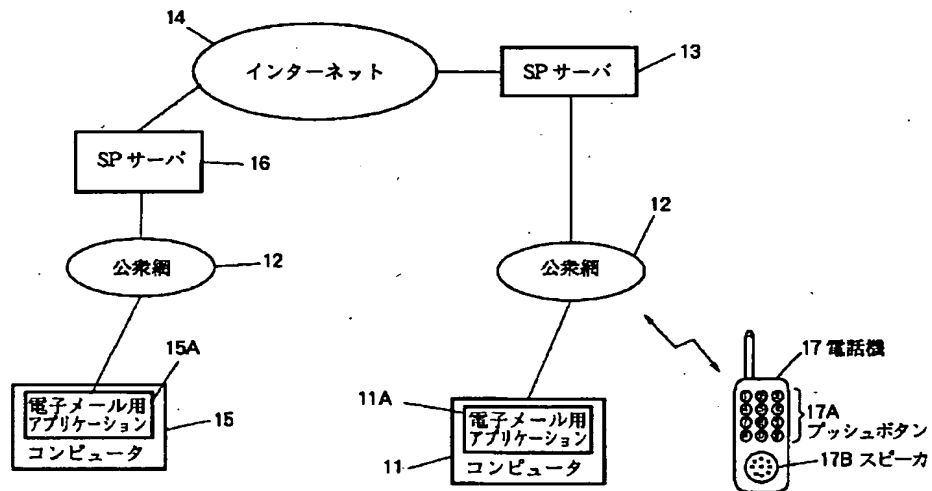 14
インターネット
SP サーバ
13
SP サーバ
16
12
公衆網
12
公衆網
15A
電子メール用
アプリケーション
コンピュータ
15
11A
電子メール用
アプリケーション
コンピュータ
11
17 電話機
17A
プッシュボタン
17B スピーカ